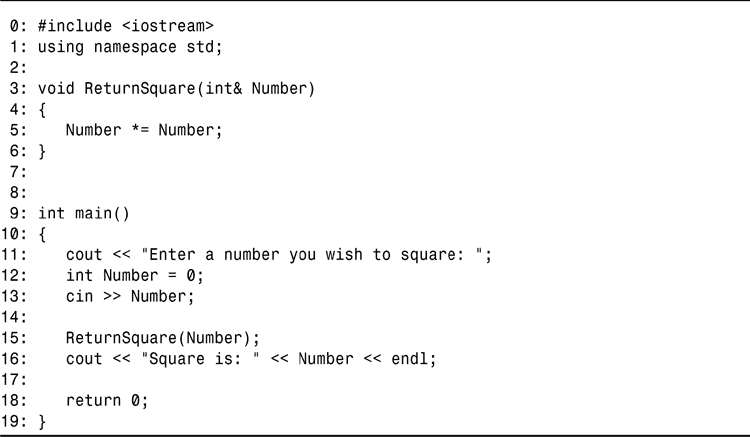 0: #include <iostream>
1: using namespace std;
2:
3: void ReturnSquare(int& Number)
4: {
5:    Number *= Number;
6: }
7:
8:
9: int main()
10: {
11:    cout << "Enter a number you wish to square: ";
12:    int Number = 0;
13:    cin >> Number;
14:
15:    ReturnSquare(Number);
16:    cout << "Square is: " << Number << endl;
17:
18:    return 0;
19: }